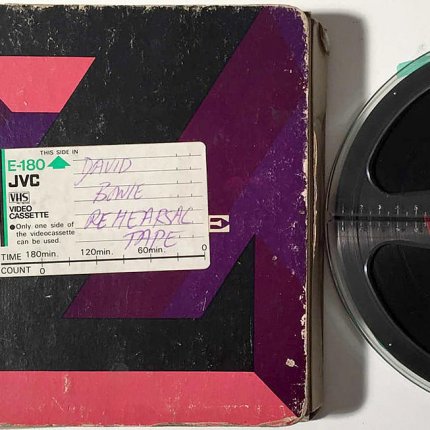 THIS SIDE IN
E-180
JVC
VHS
VIDEO
CASSETTE
●Only one side of
the videocassette
can be used.
DAVID
BOWIE
REHEARSAL
TAPE
TIME 180min. 120min. 60min. 0
COUNT 0
E